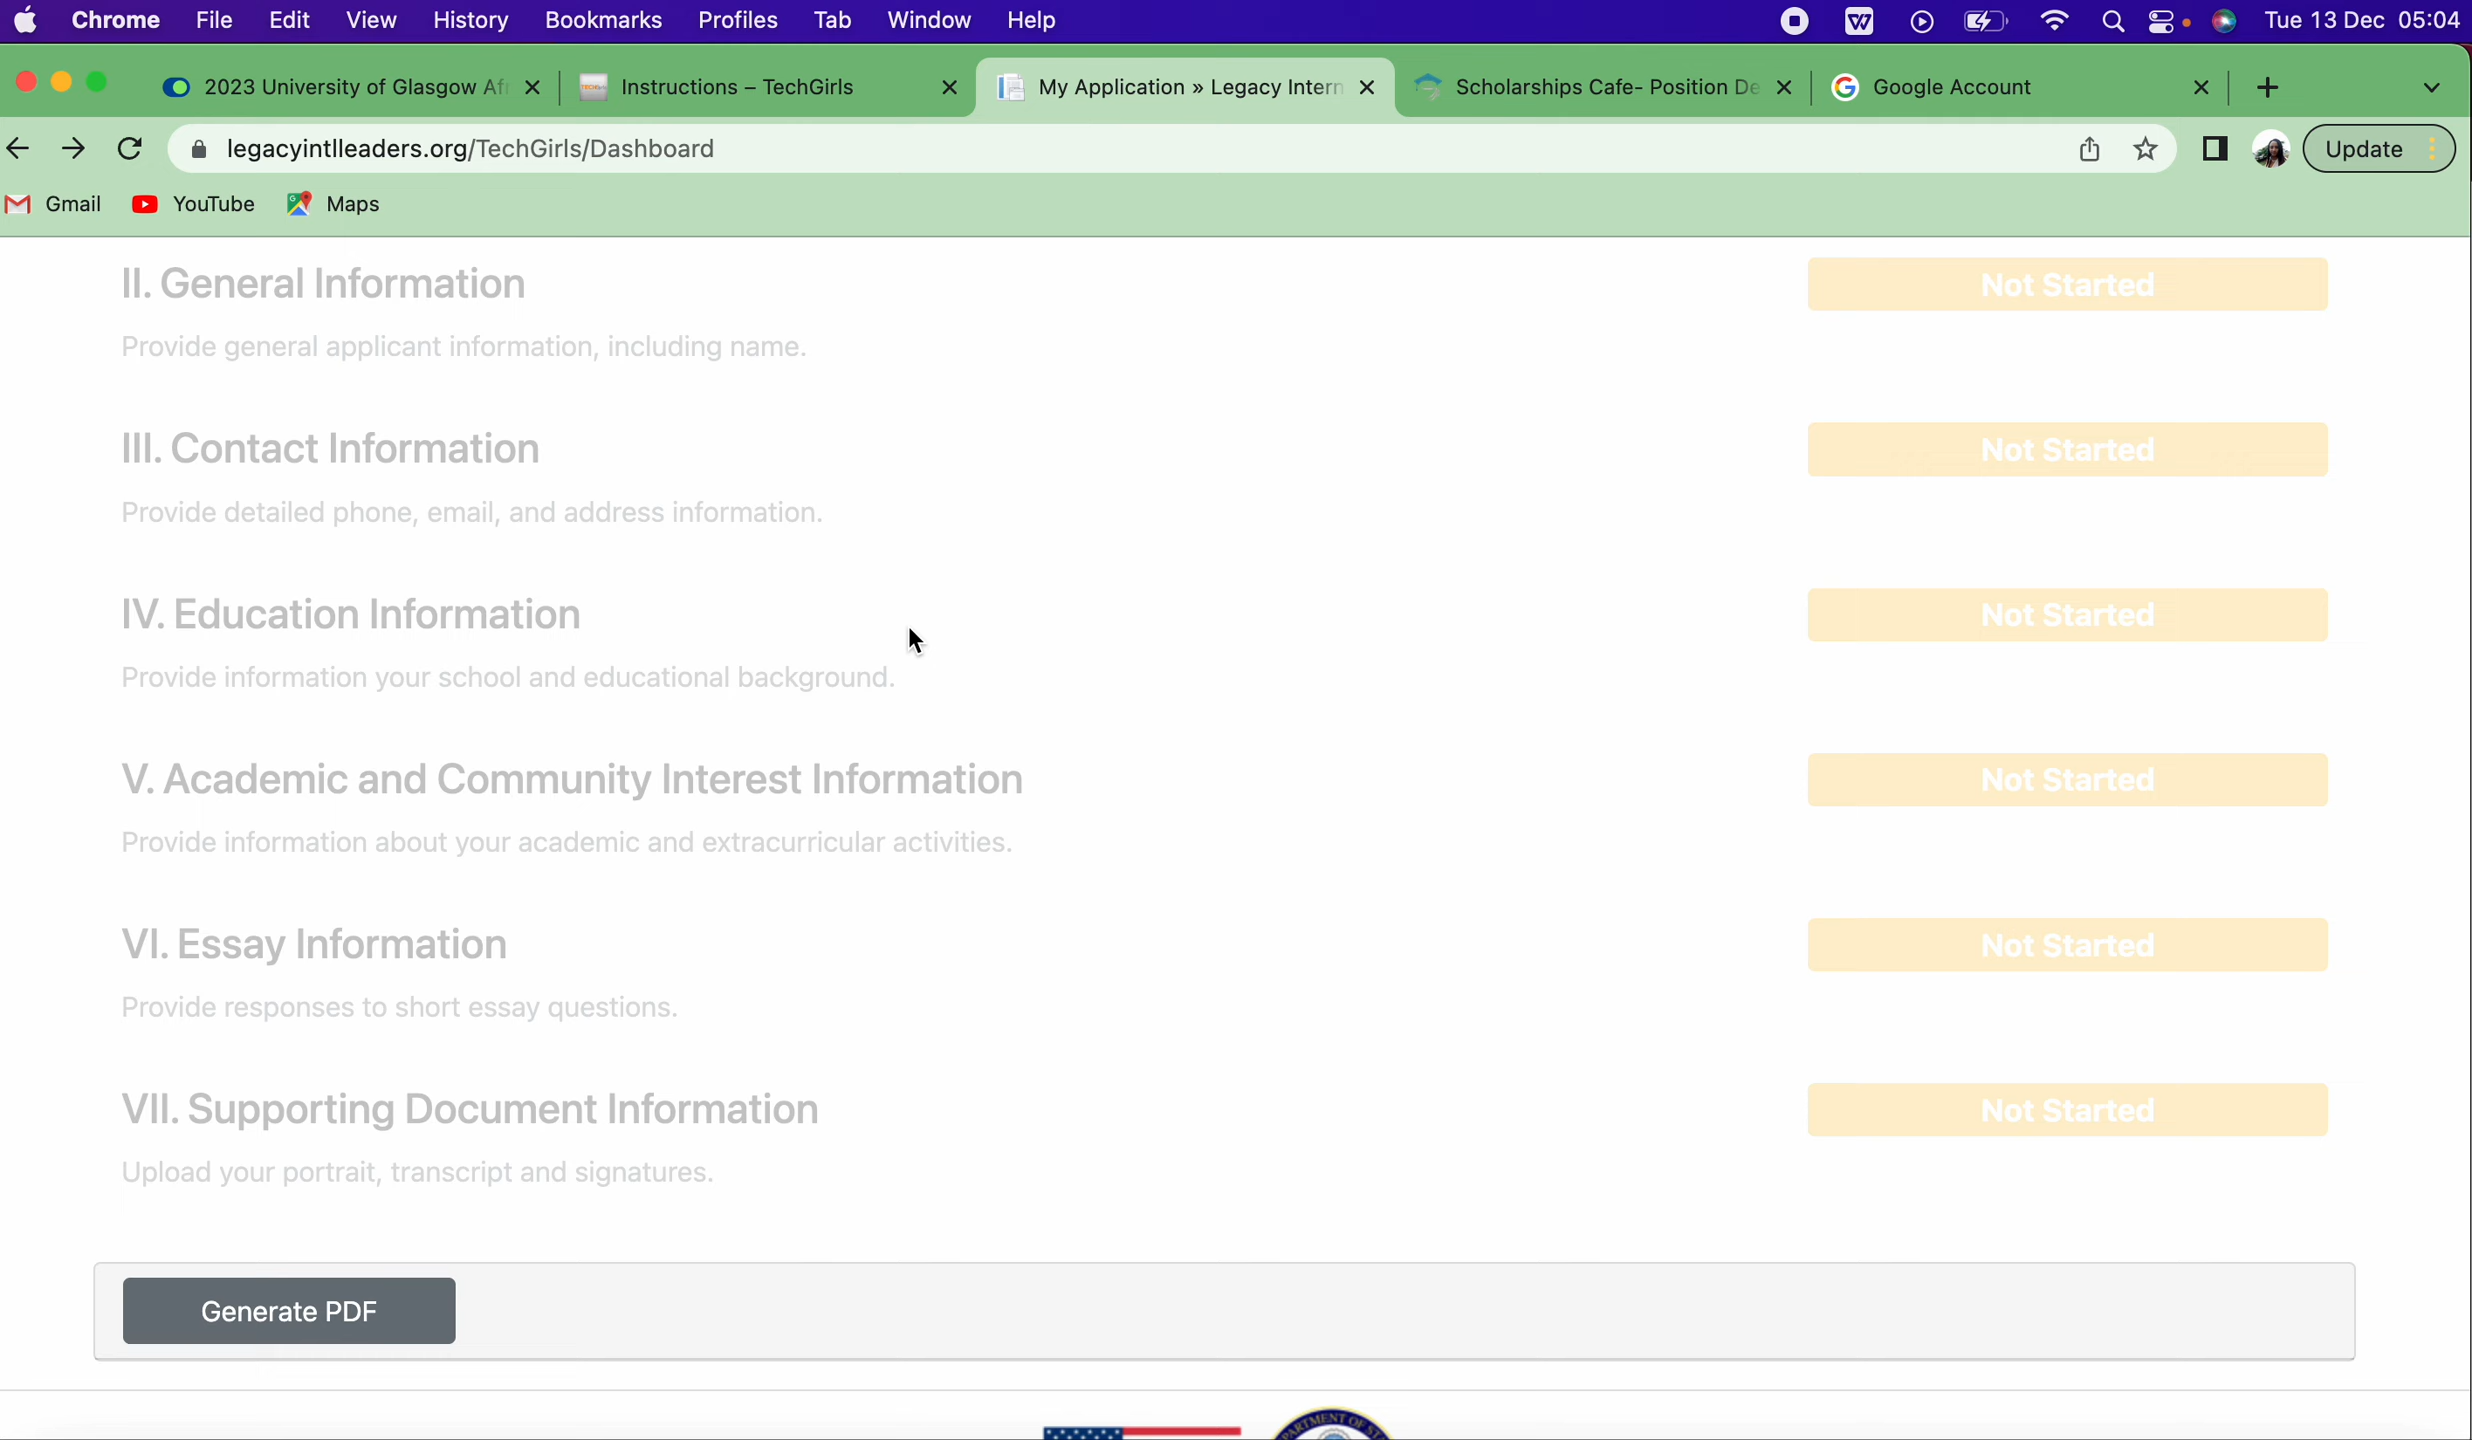 Chrome File Edit View History Bookmarks Profiles Tab Window Help Tue 13 Dec 05:04
2023 University of Glasgow Afr Instructions – TechGirls My Application » Legacy Intern Scholarships Cafe- Position De Google Account
legacyintlleaders.org/TechGirls/Dashboard Update
Gmail YouTube Maps
II. General Information Not Started
Provide general applicant information, including name.
III. Contact Information Not Started
Provide detailed phone, email, and address information.
IV. Education Information Not Started
Provide information your school and educational background.
V. Academic and Community Interest Information Not Started
Provide information about your academic and extracurricular activities.
VI. Essay Information Not Started
Provide responses to short essay questions.
VII. Supporting Document Information Not Started
Upload your portrait, transcript and signatures.
Generate PDF